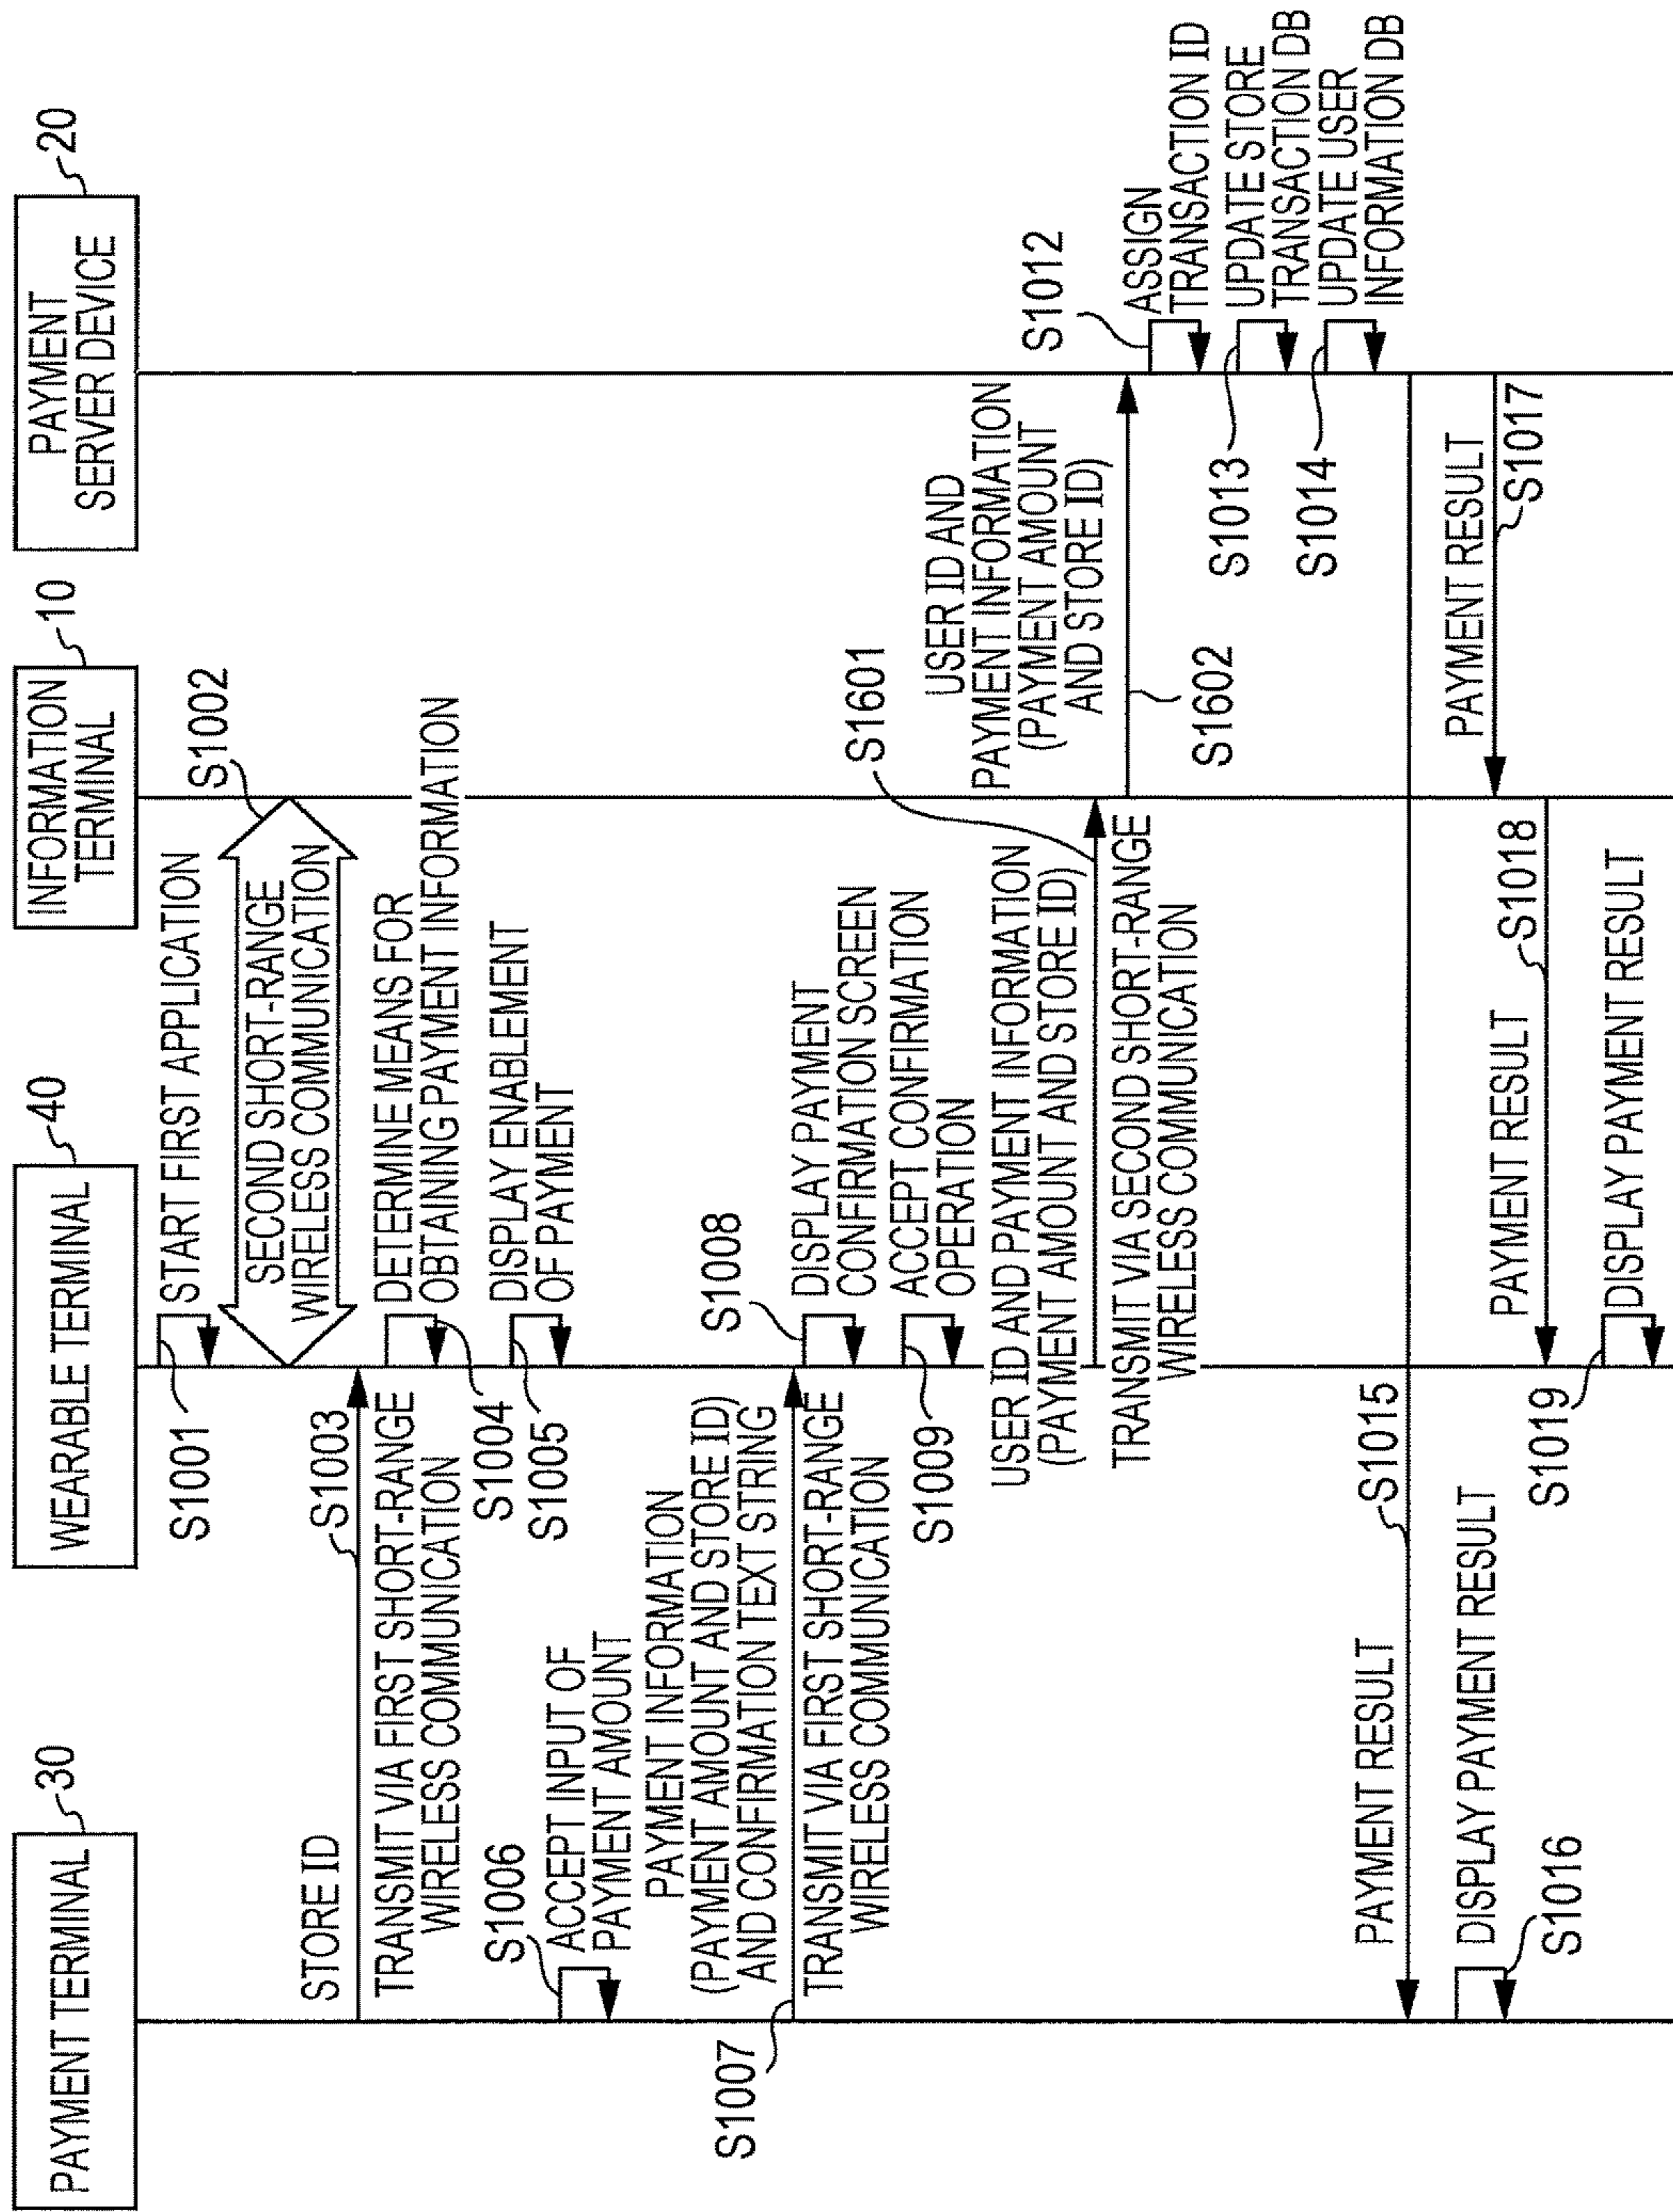 PAYMENT TERMINAL
30
WEARABLE TERMINAL
40
INFORMATION
TERMINAL
10
PAYMENT
SERVER DEVICE
20
S1001
START FIRST APPLICATION
S1002
SECOND SHORT-RANGE
WIRELESS COMMUNICATION
STORE ID
S1003
TRANSMIT VIA FIRST SHORT-RANGE
WIRELESS COMMUNICATION
DETERMINE MEANS FOR
OBTAINING PAYMENT INFORMATION
S1004
DISPLAY ENABLEMENT
OF PAYMENT
S1005
S1006
ACCEPT INPUT OF
PAYMENT AMOUNT
PAYMENT INFORMATION
(PAYMENT AMOUNT AND STORE ID)
AND CONFIRMATION TEXT STRING
S1007
TRANSMIT VIA FIRST SHORT-RANGE
WIRELESS COMMUNICATION
S1008
DISPLAY PAYMENT
CONFIRMATION SCREEN
ACCEPT CONFIRMATION
OPERATION
S1009
USER ID AND PAYMENT INFORMATION
(PAYMENT AMOUNT AND STORE ID)
S1601
TRANSMIT VIA SECOND SHORT-RANGE
WIRELESS COMMUNICATION
USER ID AND
PAYMENT INFORMATION
(PAYMENT AMOUNT
AND STORE ID)
S1602
S1012
ASSIGN
TRANSACTION ID
S1013
UPDATE STORE
TRANSACTION DB
S1014
UPDATE USER
INFORMATION DB
PAYMENT RESULT
S1015
DISPLAY PAYMENT RESULT
S1016
PAYMENT RESULT
S1017
PAYMENT RESULT
S1018
S1019
DISPLAY PAYMENT RESULT